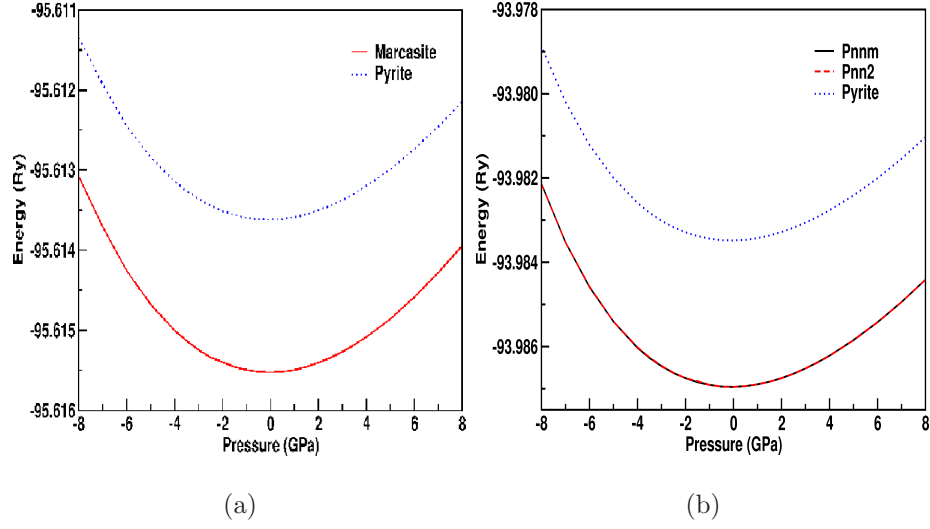 -95.611
-95.612
-95.613
-95.614
-95.615
-95.616
Energy (Ry)
Marcasite
Pyrite
-8 -6 -4 -2 0 2 4 6 8
Pressure (GPa)
(a)
-93.978
-93.980
-93.982
-93.984
-93.986
Energy (Ry)
Pnnm
Pnn2
Pyrite
-8 -6 -4 -2 0 2 4 6 8
Pressure (GPa)
(b)